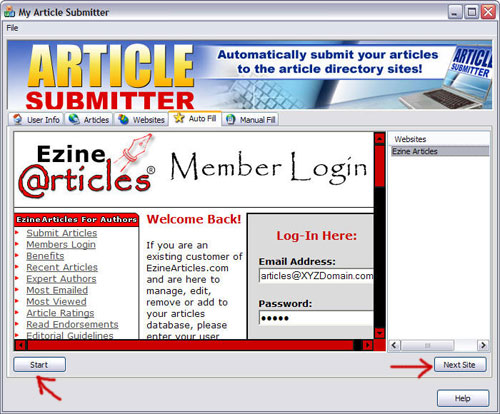 My Article Submitter
File
ARTICLE
SUBMITTER
Automatically submit your articles
to the article directory sites!
ARTICLE
SUBMITTER
User Info
Articles
Websites
Auto Fill
Manual Fill
Ezine
@rticles®
Member Login
EzineArticles For Authors
Submit Articles
Members Login
Benefits
Recent Articles
Expert Authors
Most Emailed
Most Viewed
Article Ratings
Read Endorsements
Editorial Guidelines
Welcome Back!
If you are an
existing customer of
EzineArticles.com
and are here to
manage, edit,
remove or add to
your articles
database, please
enter your user
Log-In Here:
Email Address:
articles@XYZDomain.com
Password:
•••••
Websites
Ezine Articles
Start
Next Site
Help